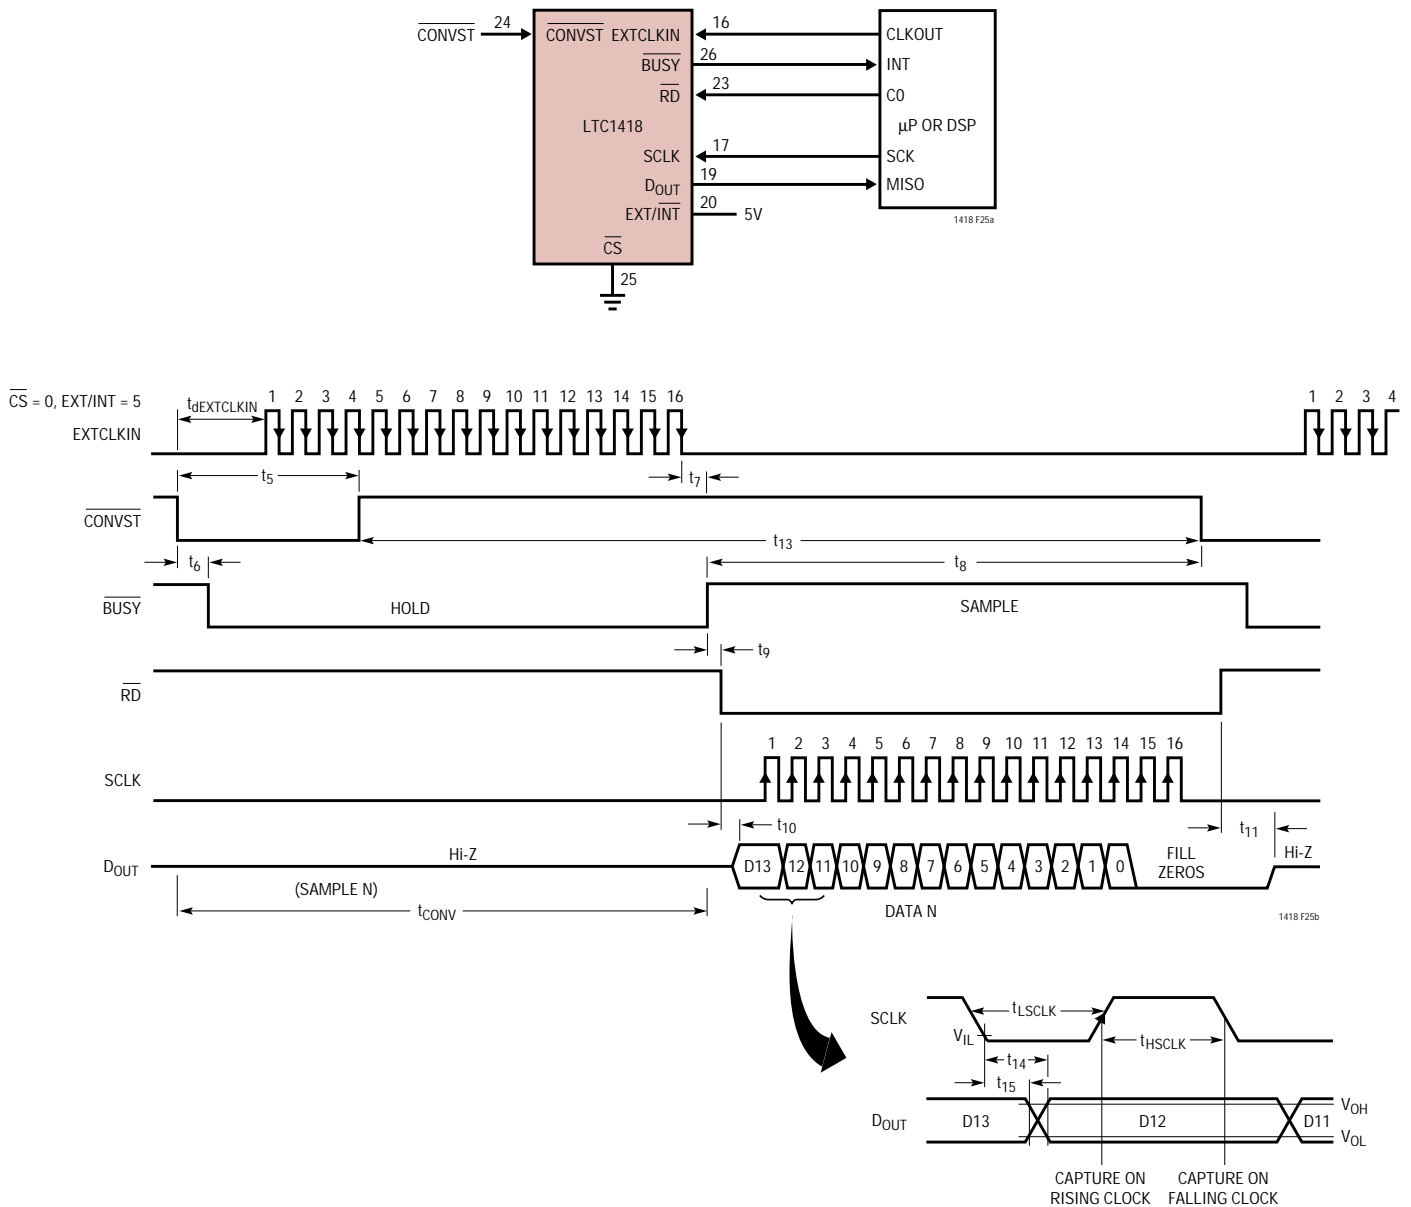 CONVST 24 CONVST EXTCLKIN 16 CLKOUT
BUSY 26 INT
RD 23 C0
LTC1418 µP OR DSP
SCLK 17 SCK
DOUT 19 MISO
EXT/INT 20 5V
1418 F25a
CS
25
CS = 0, EXT/INT = 5
tdEXTCLKIN
1 2 3 4 5 6 7 8 9 10 11 12 13 14 15 16 1 2 3 4
EXTCLKIN
t5 t7
CONVST
t13
t6 t8
BUSY HOLD SAMPLE
t9
RD
1 2 3 4 5 6 7 8 9 10 11 12 13 14 15 16
SCLK
t10 t11
DOUT Hi-Z D13 12 11 10 9 8 7 6 5 4 3 2 1 0 FILL ZEROS Hi-Z
(SAMPLE N)
tCONV DATA N
1418 F25b
SCLK tLSCLK
VIL tHSCLK
t14
t15
VOH
DOUT D13 D12 D11
VOL
CAPTURE ON CAPTURE ON
RISING CLOCK FALLING CLOCK